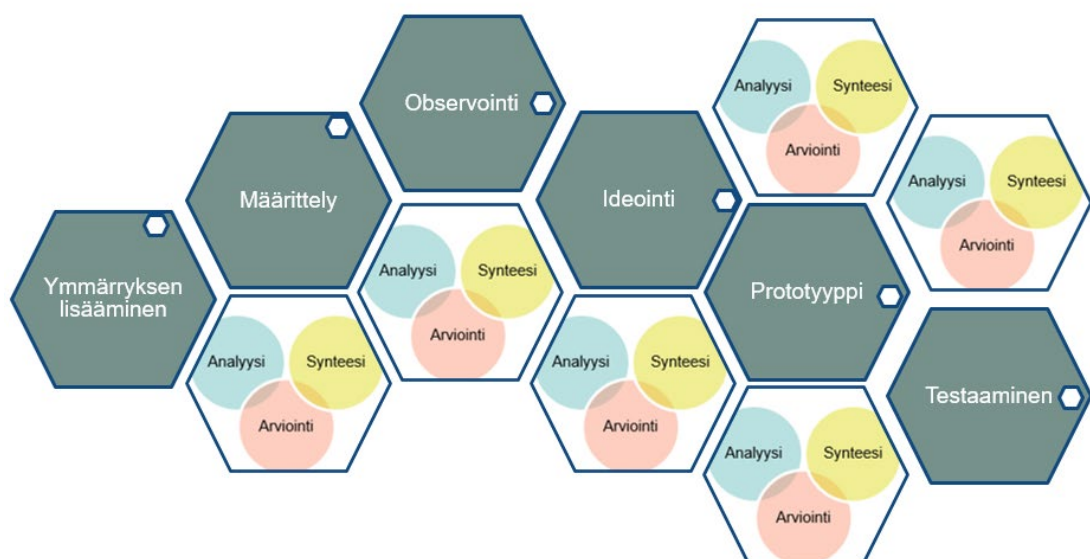 Ymmärryksen
lisääminen
Määrittely
Observointi
Ideointi
Prototyyppi
Testaaminen
Analyysi
Synteesi
Arviointi
Analyysi
Synteesi
Arviointi
Analyysi
Synteesi
Arviointi
Analyysi
Synteesi
Arviointi
Analyysi
Synteesi
Arviointi
Analyysi
Synteesi
Arviointi